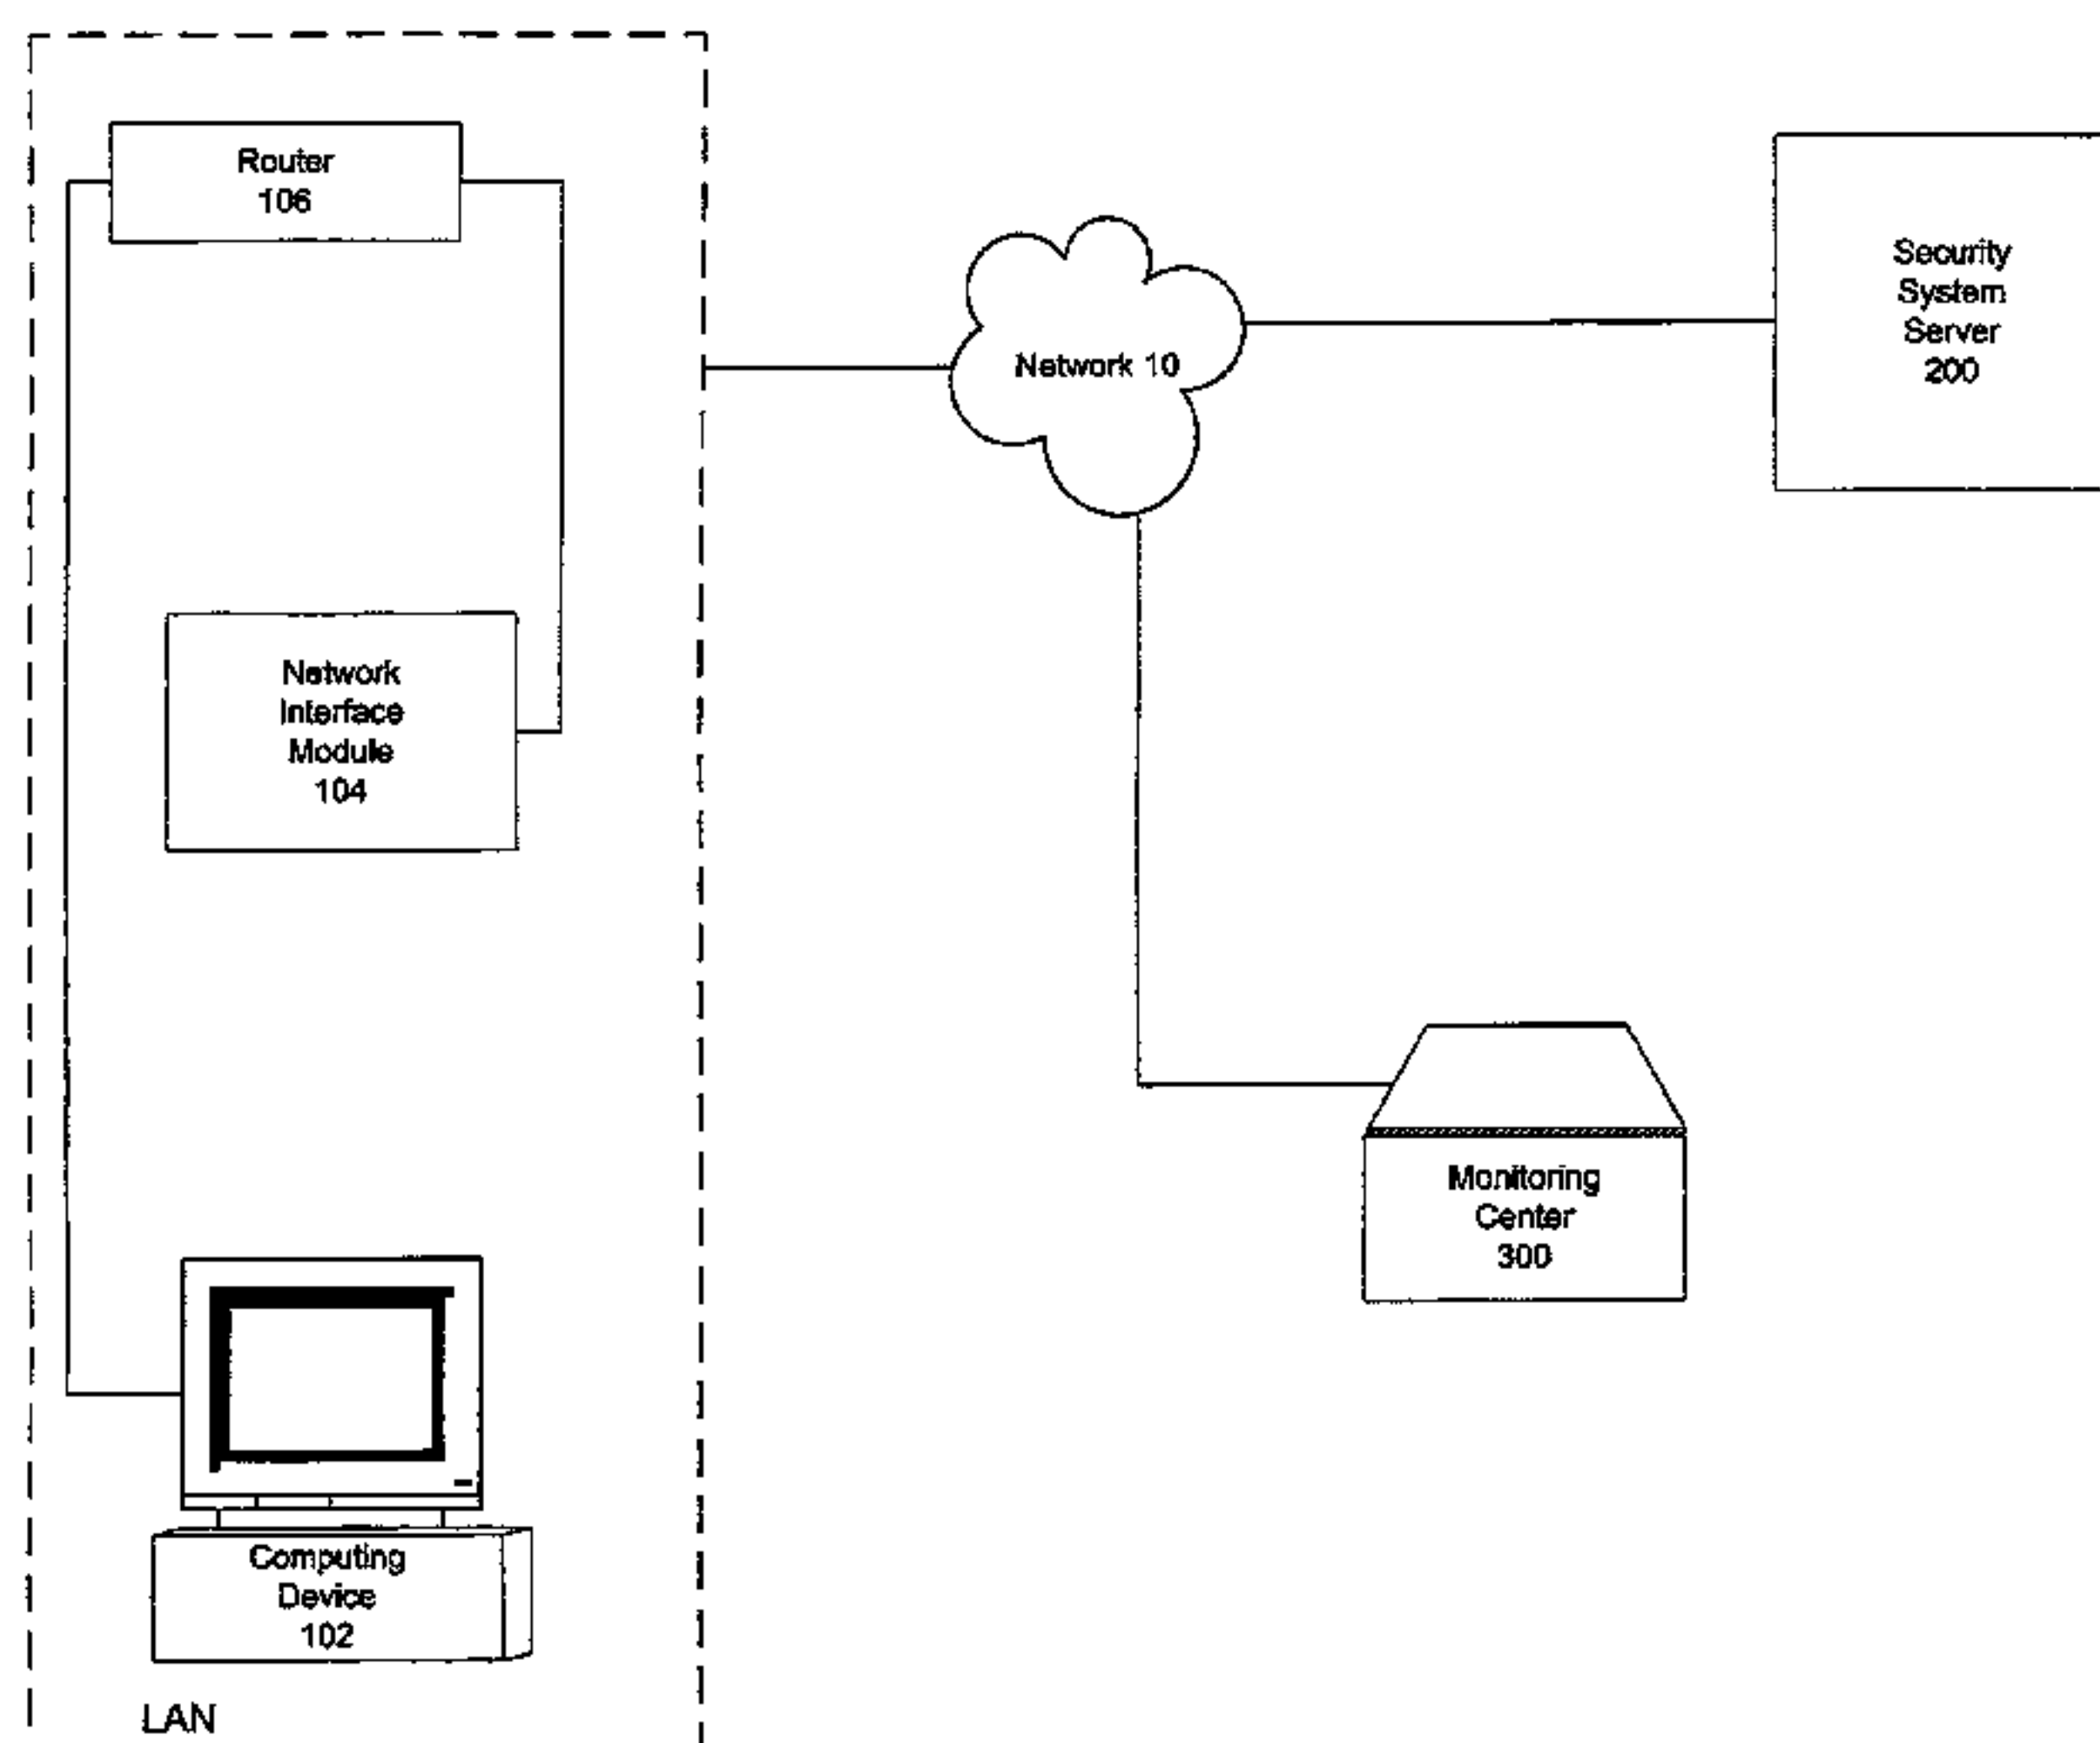 Router
106
Security
System
Server
200
Network 10
Network
Interface
Module
104
Monitoring
Center
300
Computing
Device
102
LAN